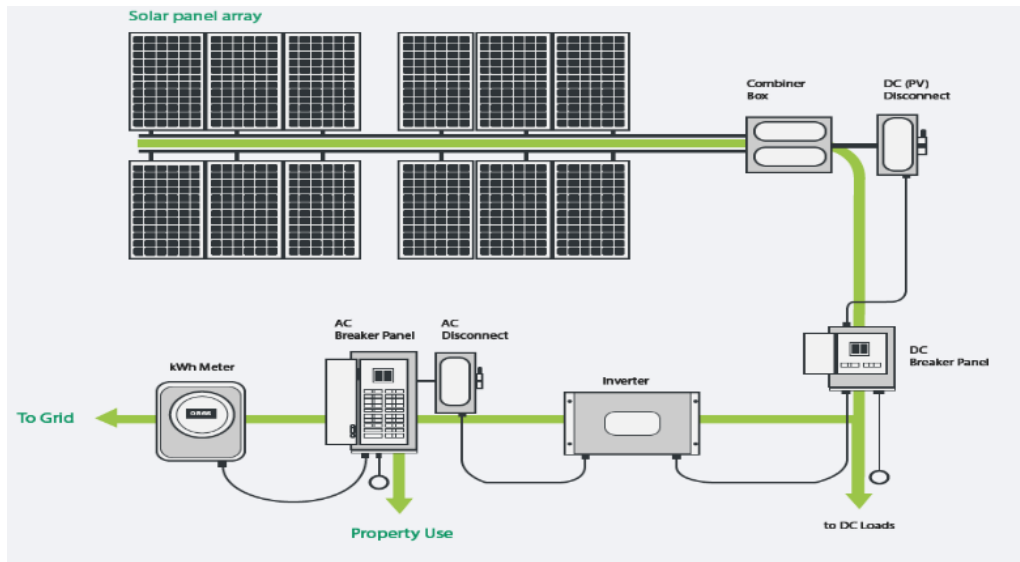 Solar panel array
Combiner
Box
DC (PV)
Disconnect
AC
Breaker Panel
AC
Disconnect
DC
Breaker Panel
kWh Meter
Inverter
To Grid
Property Use
to DC Loads